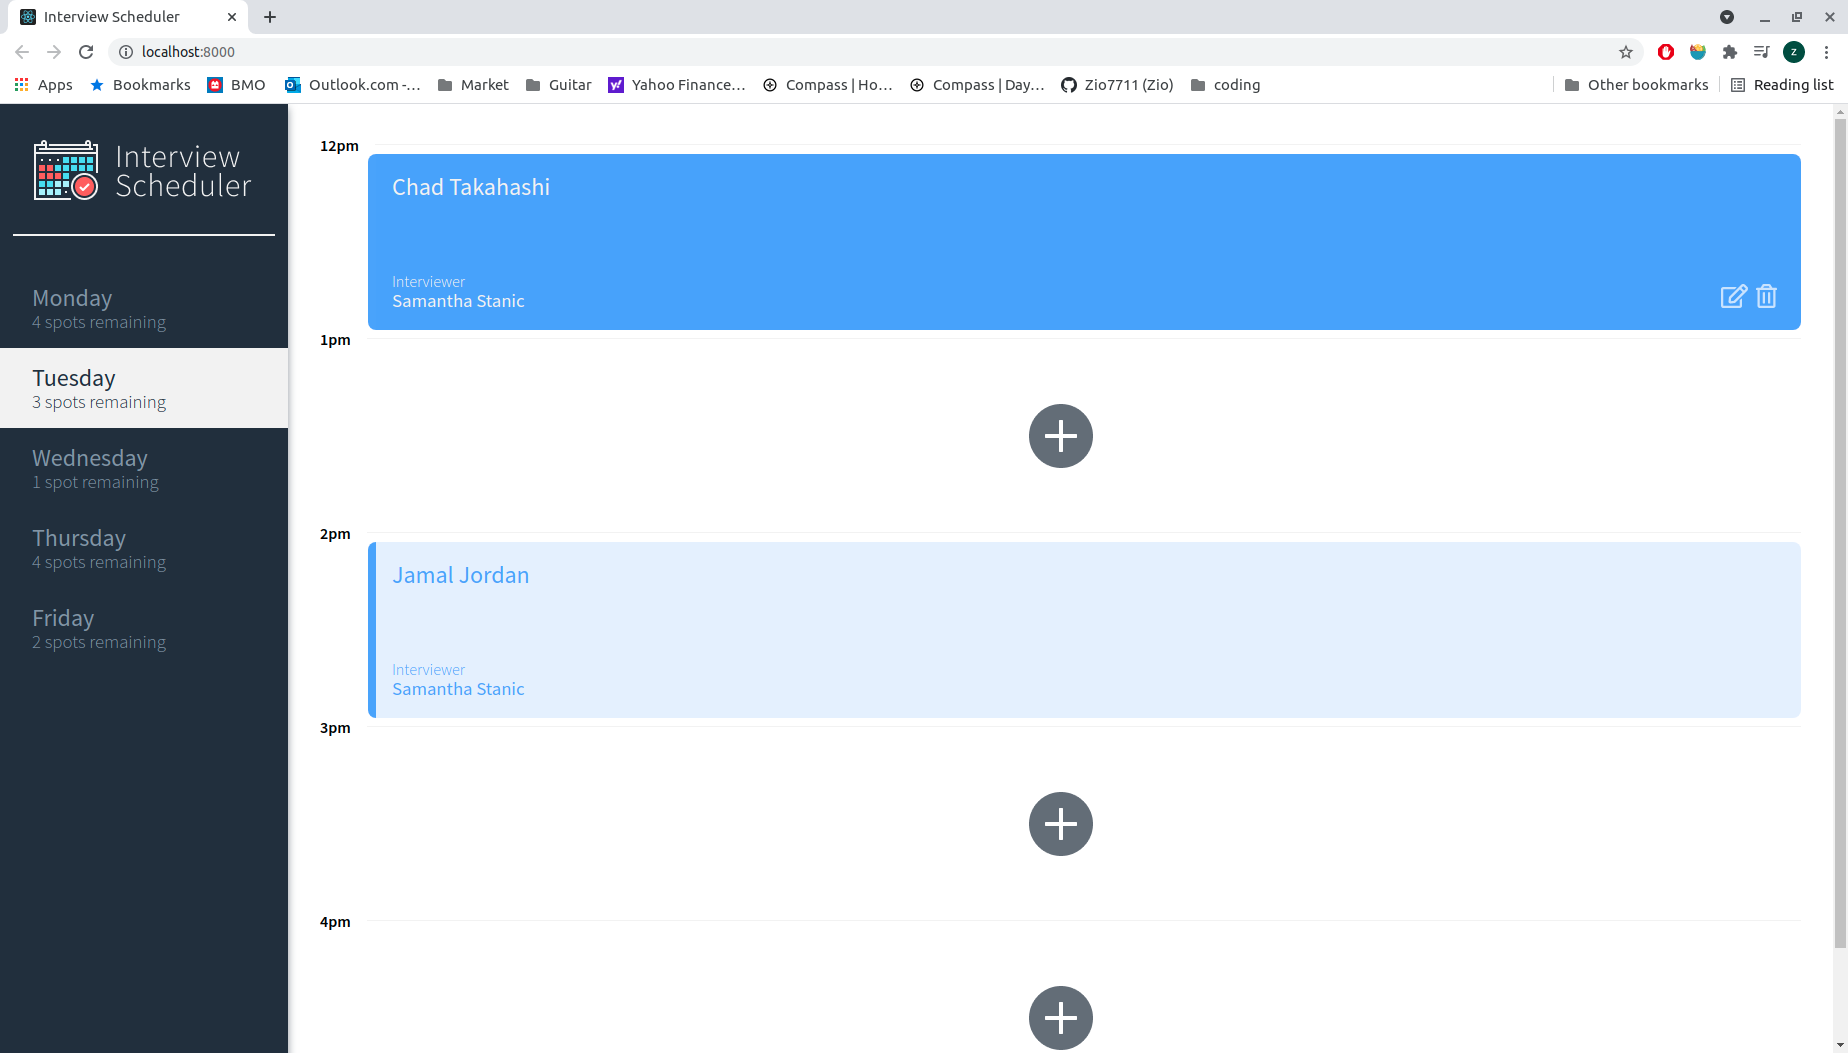 Interview Scheduler
localhost:8000
z
Apps
Bookmarks
BMO
Outlook.com -...
Market
Guitar
Yahoo Finance...
Compass | Ho...
Compass | Day...
Zio7711 (Zio)
coding
Other bookmarks
Reading list
Interview
Scheduler
Monday
4 spots remaining
Tuesday
3 spots remaining
Wednesday
1 spot remaining
Thursday
4 spots remaining
Friday
2 spots remaining
12pm
Chad Takahashi
Interviewer
Samantha Stanic
1pm
2pm
Jamal Jordan
Interviewer
Samantha Stanic
3pm
4pm